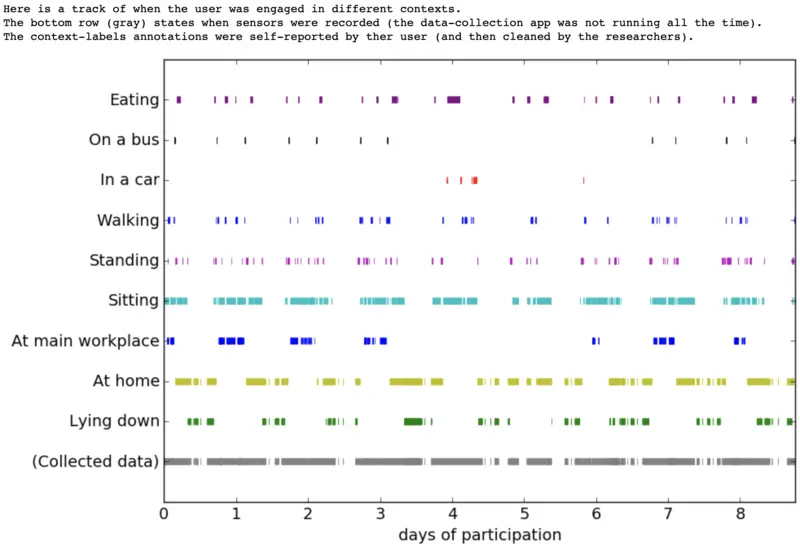 Here is a track of when the user was engaged in different contexts.
The bottom row (gray) states when sensors were recorded (the data-collection app was not running all the time).
The context-labels annotations were self-reported by ther user (and then cleaned by the researchers).
Eating
On a bus
In a car
Walking
Standing
Sitting
At main workplace
At home
Lying down
(Collected data)
0 1 2 3 4 5 6 7 8
days of participation